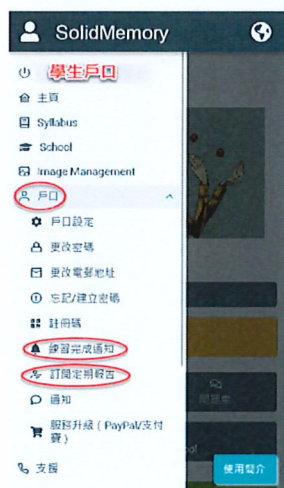 SolidMemory
學生戶口
主頁
Syllabus
School
Image Management
戶口
戶口設定
更改密碼
更改電郵地址
忘記/建立密碼
註冊碼
練習完成通知
訂閱定期報告
通知
服務升級（PayPal/支付
寶）
支援
使用簡介